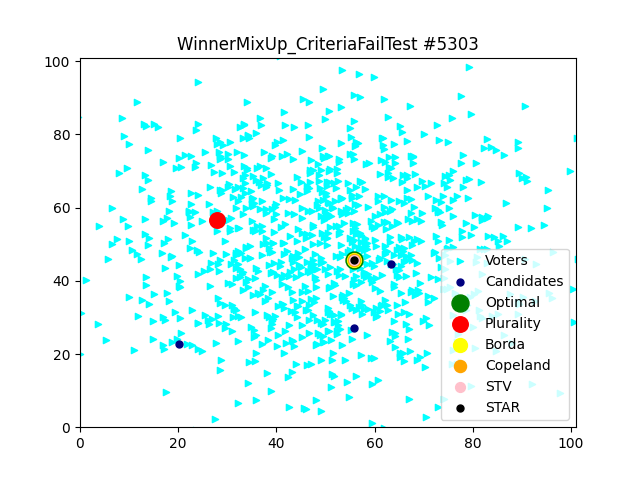 WinnerMixUp_CriteriaFailTest #5303
100
80
60
40
20
0
0 20 40 60 80 100
Voters
Candidates
Optimal
Plurality
Borda
Copeland
STV
STAR